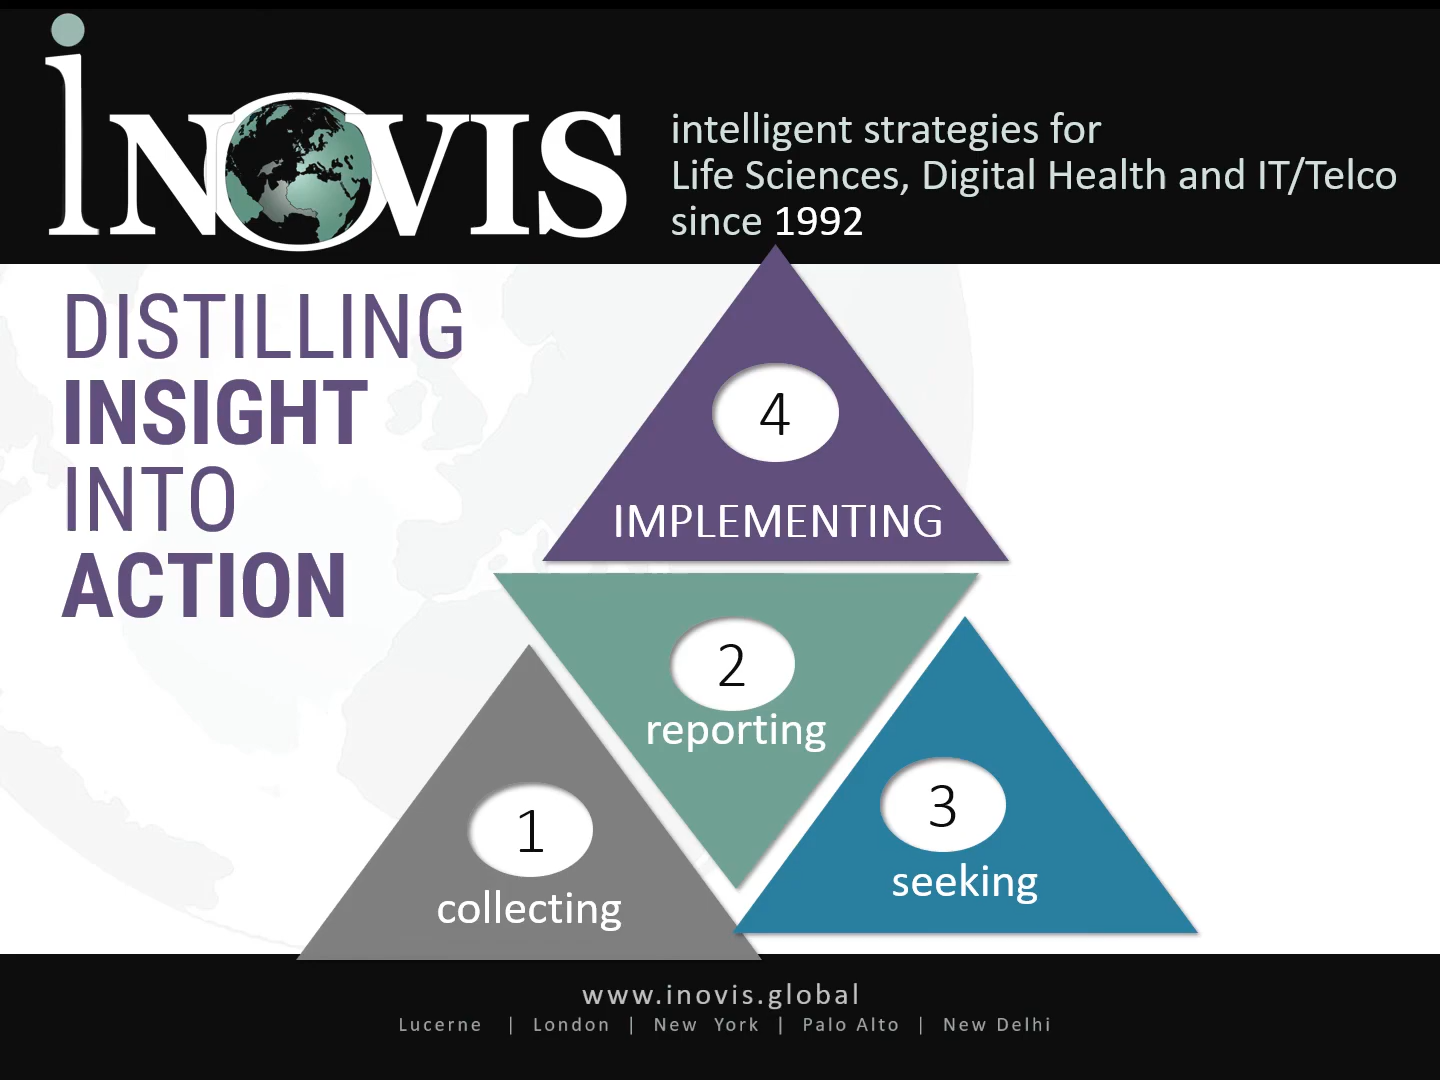 iNOVIS
intelligent strategies for
Life Sciences, Digital Health and IT/Telco
since 1992
DISTILLING
INSIGHT
INTO
ACTION
4
IMPLEMENTING
2
reporting
3
seeking
1
collecting
www.inovis.global
Lucerne | London | New York | Palo Alto | New Delhi